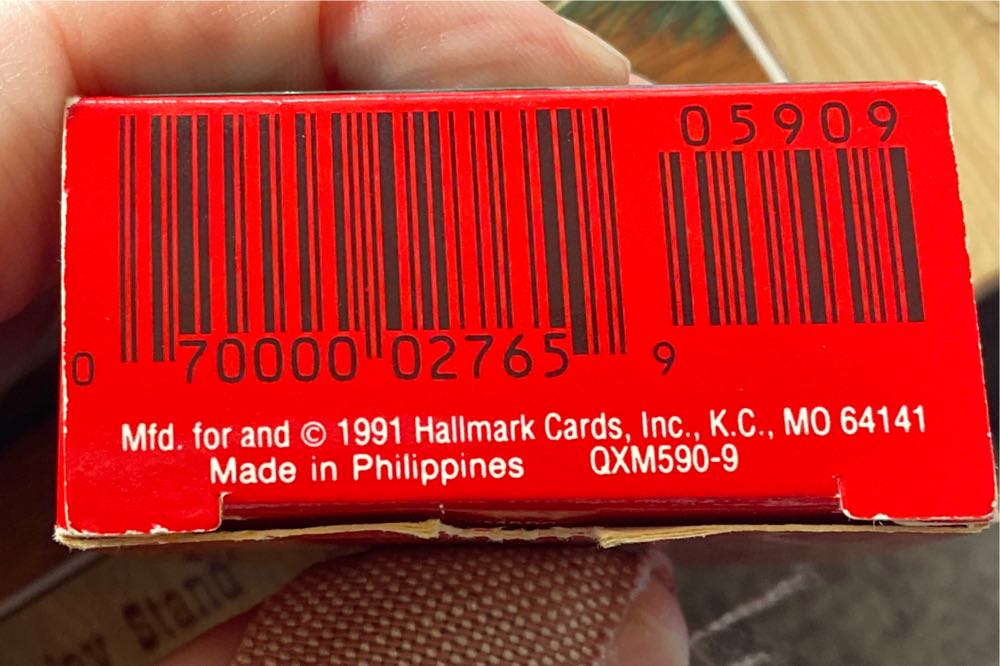 05909
0 70000 02765 9
Mfd. for and © 1991 Hallmark Cards, Inc., K.C., MO 64141
Made in Philippines QXM590-9
Stand